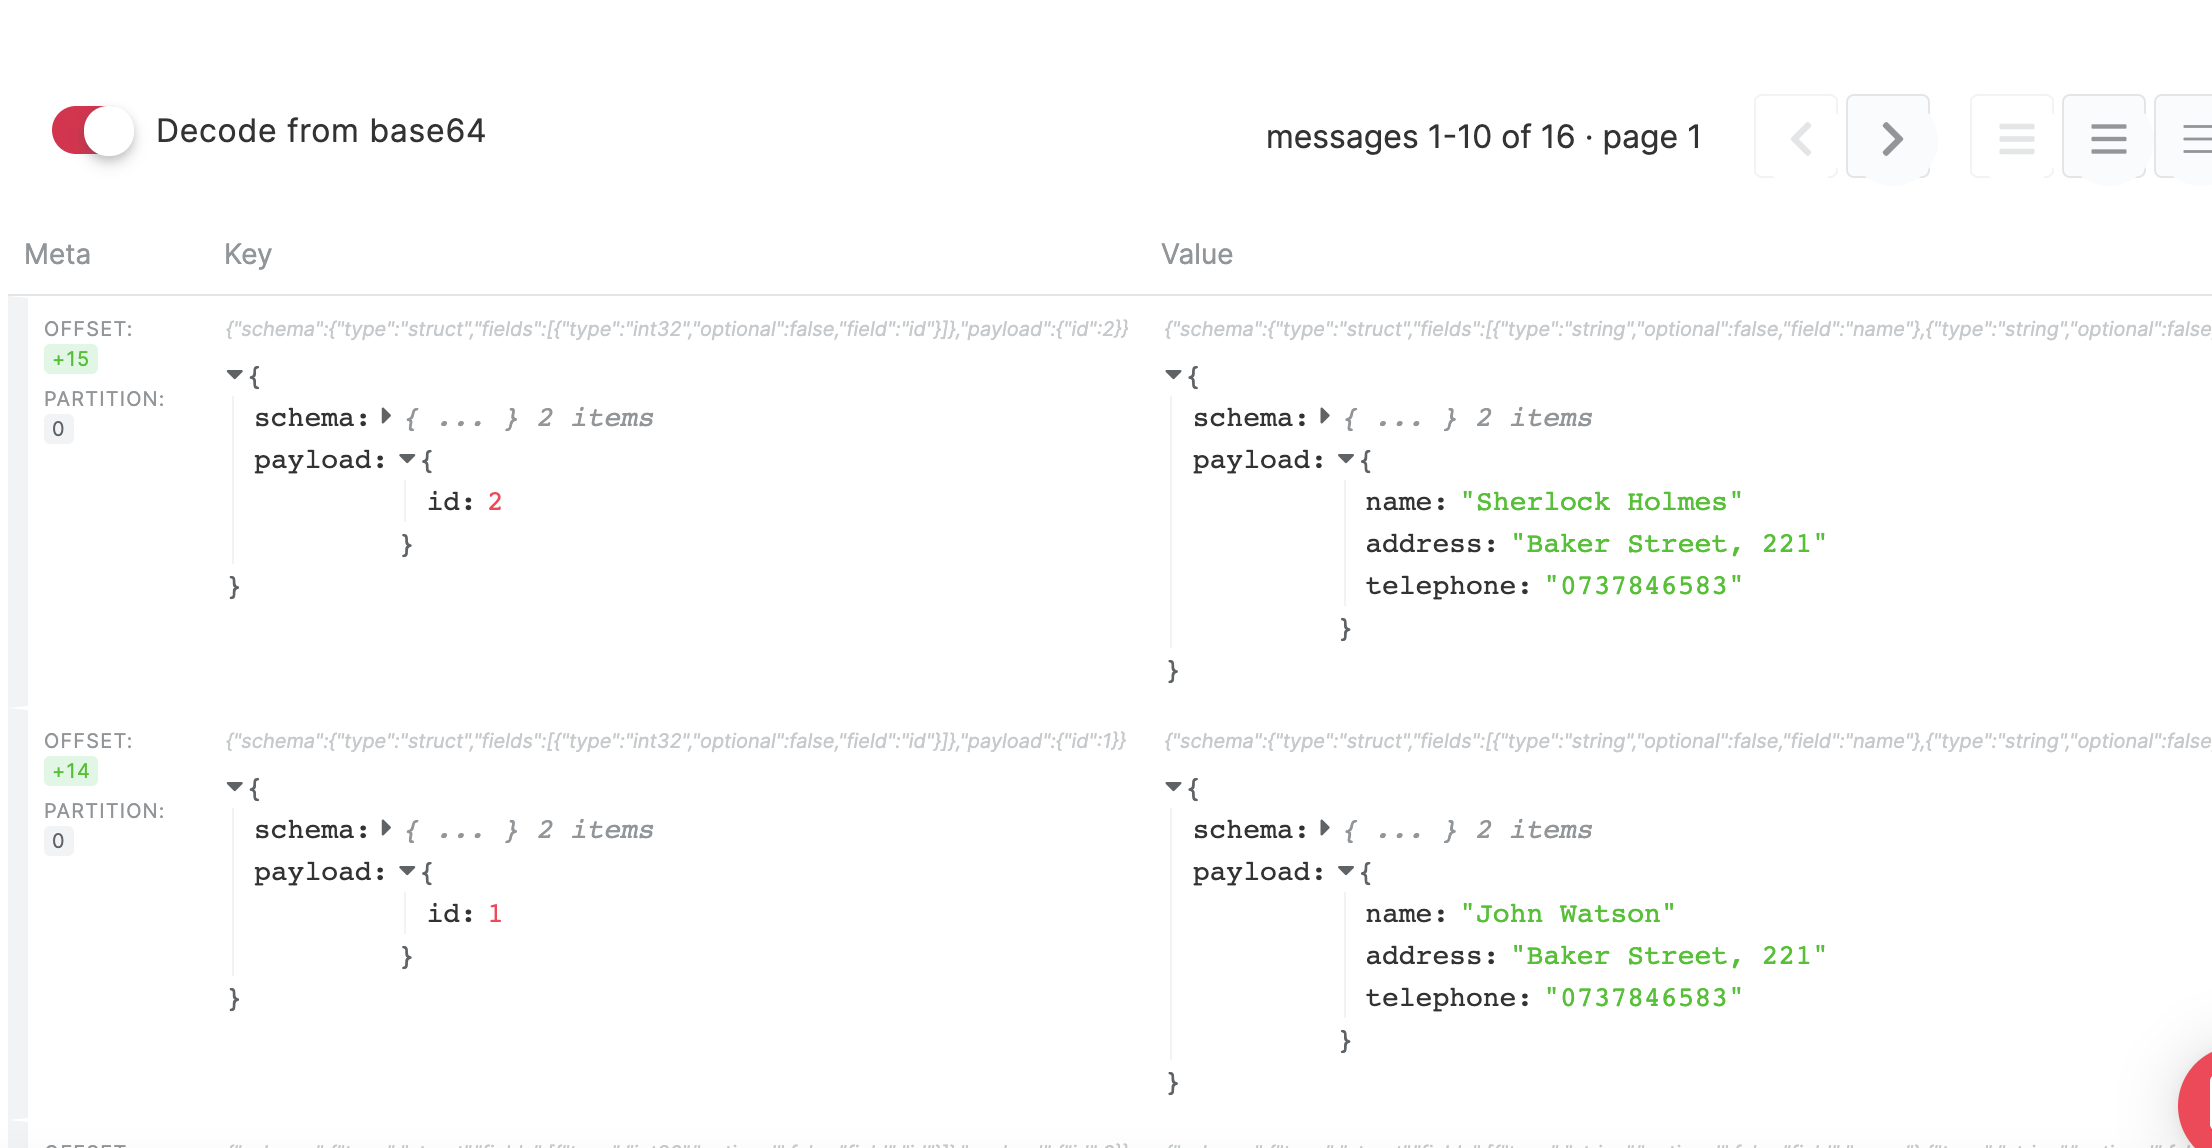 Decode from base64
messages 1-10 of 16 · page 1
Meta Key Value
OFFSET:
+15
PARTITION:
0
{"schema":{"type":"struct","fields":[{"type":"int32","optional":false,"field":"id"}]},"payload":{"id":2}}
{
schema: { ... } 2 items
payload: {
id: 2
}
}
{"schema":{"type":"struct","fields":[{"type":"string","optional":false,"field":"name"},{"type":"string","optional":false
{
schema: { ... } 2 items
payload: {
name: "Sherlock Holmes"
address: "Baker Street, 221"
telephone: "0737846583"
}
}
OFFSET:
+14
PARTITION:
0
{"schema":{"type":"struct","fields":[{"type":"int32","optional":false,"field":"id"}]},"payload":{"id":1}}
{
schema: { ... } 2 items
payload: {
id: 1
}
}
{"schema":{"type":"struct","fields":[{"type":"string","optional":false,"field":"name"},{"type":"string","optional":false
{
schema: { ... } 2 items
payload: {
name: "John Watson"
address: "Baker Street, 221"
telephone: "0737846583"
}
}